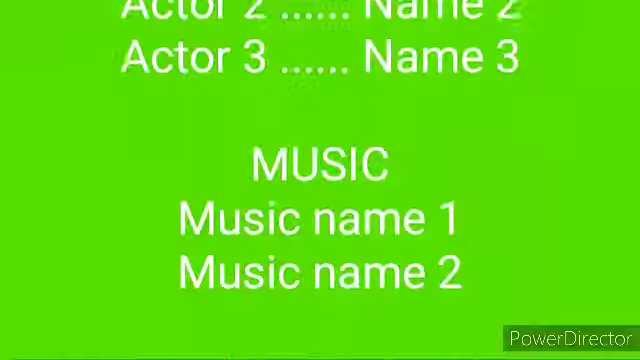 Actor 2 ...... Name 2
Actor 3 ...... Name 3
MUSIC
Music name 1
Music name 2
PowerDirector